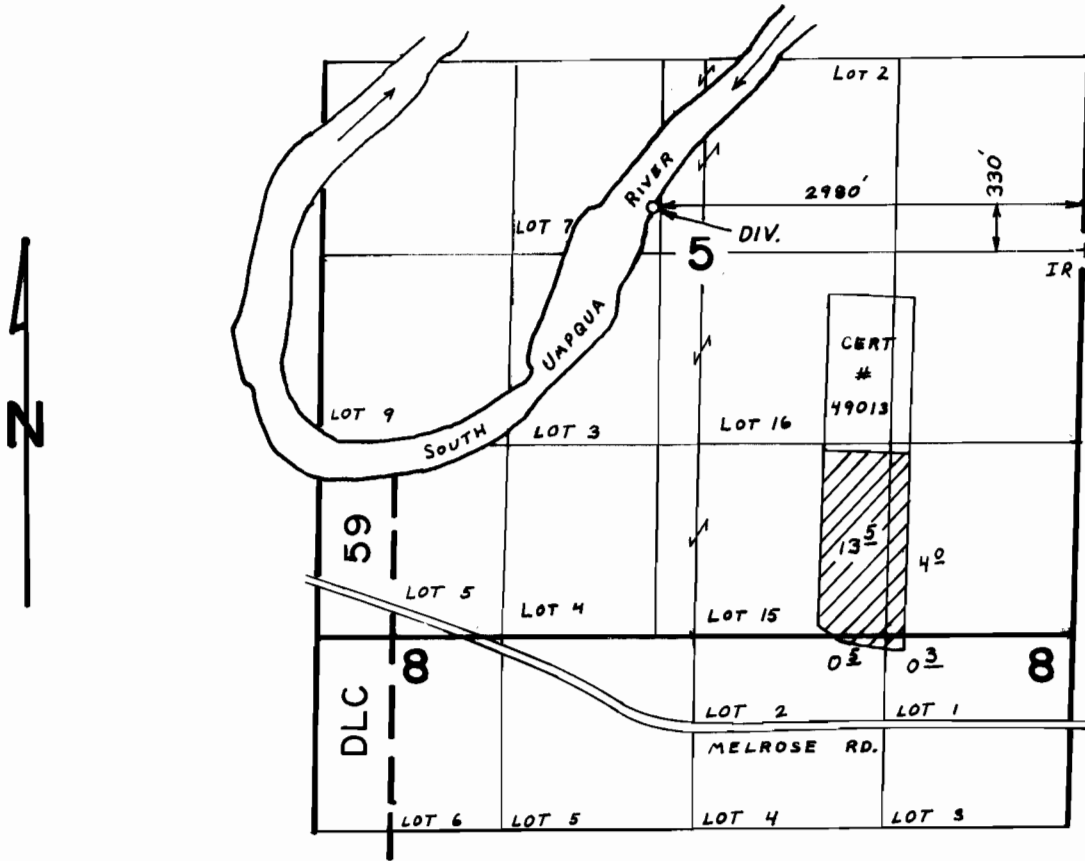 LOT 2
RIVER
2980'
330'
LOT 7
DIV.
5
IR
UMPQUA
CERT
#
49013
N
LOT 9
SOUTH
LOT 3
LOT 16
59
13 5
4 0
LOT 5
LOT 4
LOT 15
8
0 5
0 3
8
DLC
LOT 2
LOT 1
MELROSE RD.
LOT 6
LOT 5
LOT 4
LOT 3